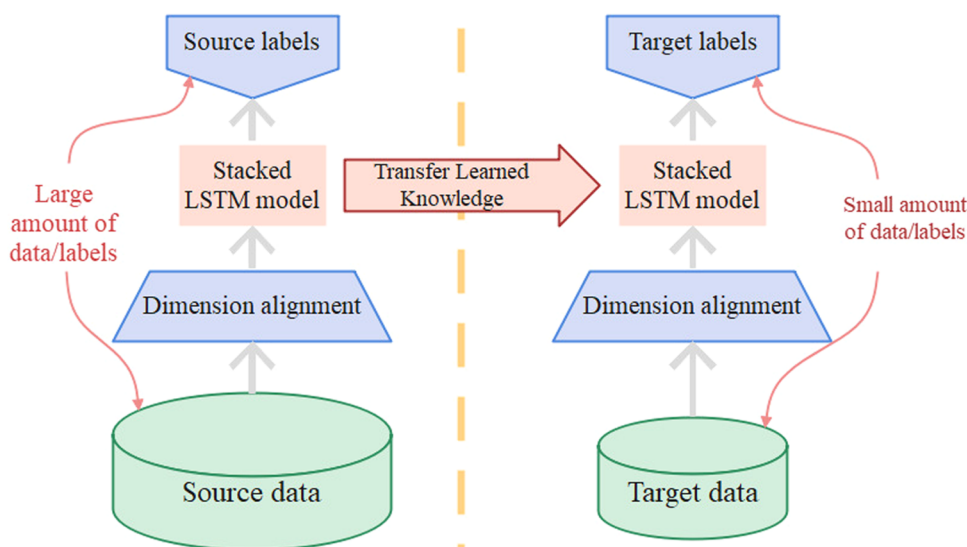 Source labels
Stacked
LSTM model
Large
amount of
data/labels
Dimension alignment
Source data
Transfer Learned
Knowledge
Target labels
Stacked
LSTM model
Small amount
of data/labels
Dimension alignment
Target data